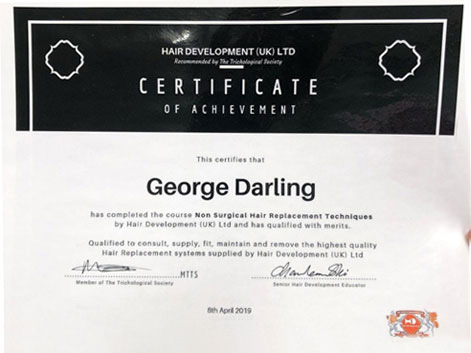 HAIR DEVELOPMENT (UK) LTD
Recommended by The Trichological Society
CERTIFICATE
OF ACHIEVEMENT
This certifies that
George Darling
has completed the course Non Surgical Hair Replacement Techniques
by Hair Development (UK) Ltd and has qualified with merits.
Qualified to consult, supply, fit, maintain and remove the highest quality
Hair Replacement systems supplied by Hair Development (UK) Ltd
MTTS
Member of The Trichological Society
Senior Hair Development Educator
8th April 2019